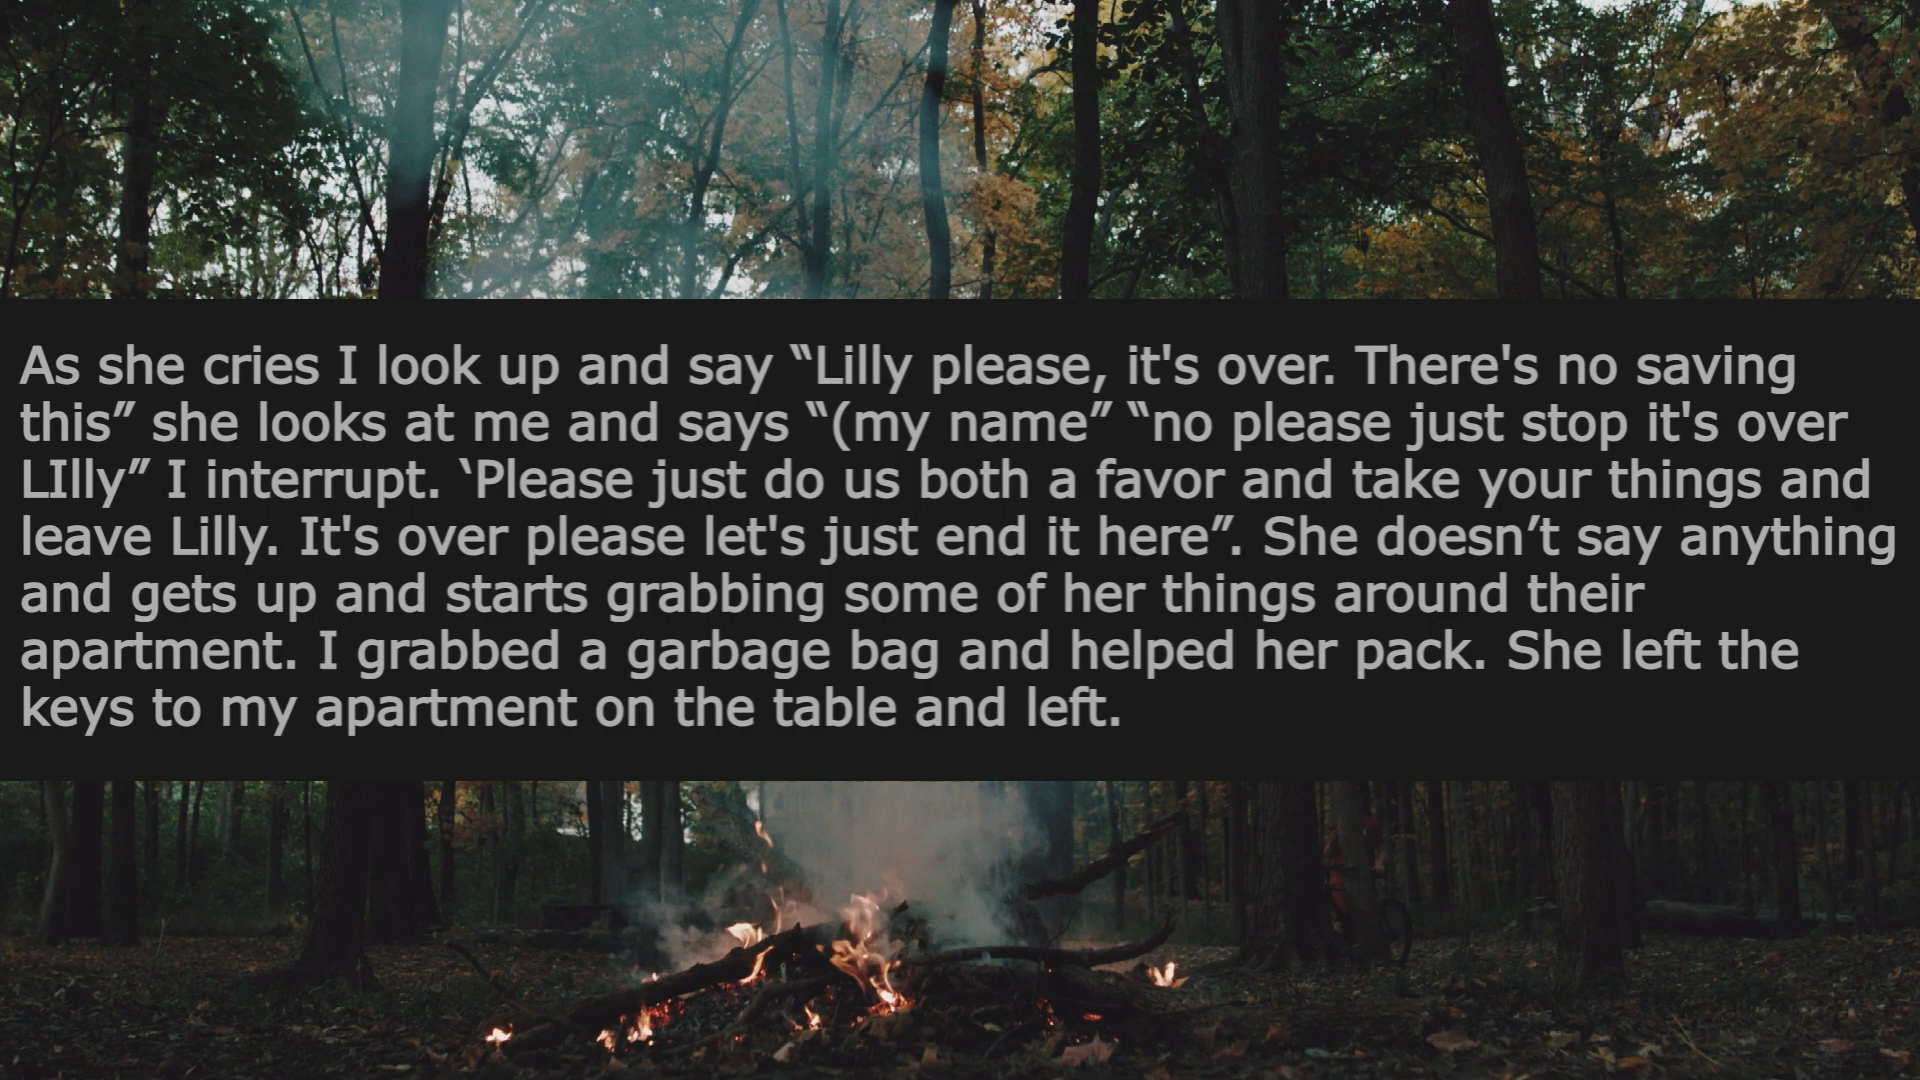 As she cries I look up and say “Lilly please, it's over. There's no saving
this” she looks at me and says “(my name” “no please just stop it's over
LIlly” I interrupt. ‘Please just do us both a favor and take your things and
leave Lilly. It's over please let's just end it here”. She doesn’t say anything
and gets up and starts grabbing some of her things around their
apartment. I grabbed a garbage bag and helped her pack. She left the
keys to my apartment on the table and left.